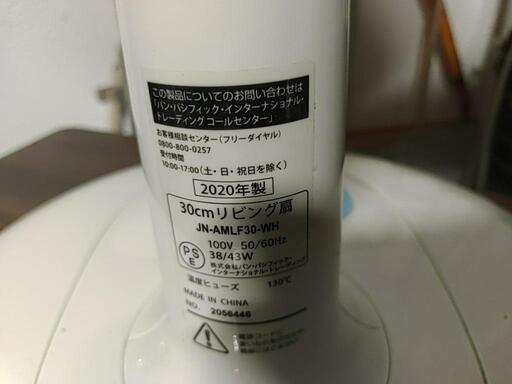 この製品についてのお問い合わせは
「パン・パシフィック・インターナショナル・
トレーディングコールセンター」
お客様相談センター（フリーダイヤル）
0800-800-0257
受付時間
10:00-17:00（土・日・祝日を除く）
2020年製
30cmリビング扇
JN-AMLF30-WH
100V 50/60Hz
38/43W
PSE
株式会社パン・パシフィック・
インターナショナル・トレーディング
温度ヒューズ 130℃
MADE IN CHINA
NO. 2056446